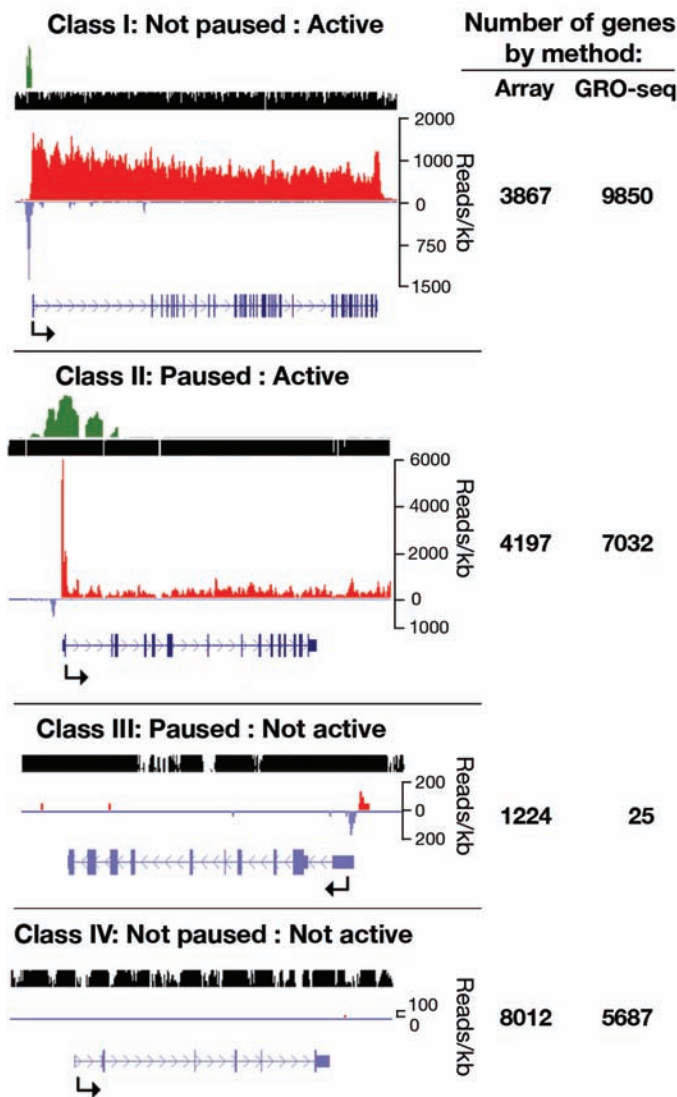 Class I: Not paused : Active
Number of genes
by method:
Array GRO-seq
2000
1000
0
750
1500
Reads/kb
3867 9850
Class II: Paused : Active
6000
4000
2000
0
1000
Reads/kb
4197 7032
Class III: Paused : Not active
200
0
200
Reads/kb
1224 25
Class IV: Not paused : Not active
100
0
Reads/kb
8012 5687